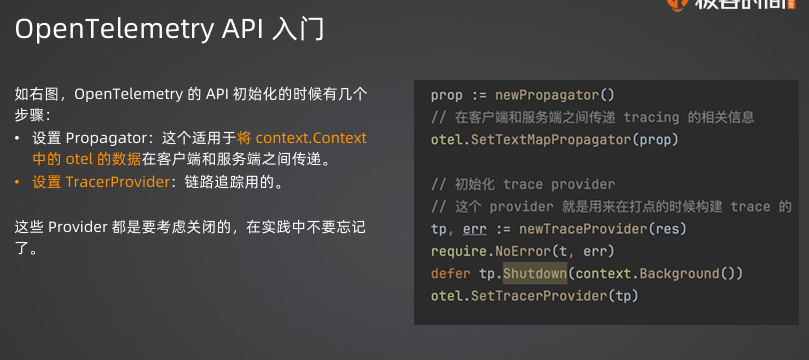 极客时间
OpenTelemetry API 入门
如右图，OpenTelemetry 的 API 初始化的时候有几个
步骤：
• 设置 Propagator：这个适用于将 context.Context
中的 otel 的数据在客户端和服务端之间传递。
• 设置 TracerProvider：链路追踪用的。
这些 Provider 都是要考虑关闭的，在实践中不要忘记
了。
prop := newPropagator()
// 在客户端和服务端之间传递 tracing 的相关信息
otel.SetTextMapPropagator(prop)
// 初始化 trace provider
// 这个 provider 就是用来在打点的时候构建 trace 的
tp, err := newTraceProvider(res)
require.NoError(t, err)
defer tp.Shutdown(context.Background())
otel.SetTracerProvider(tp)